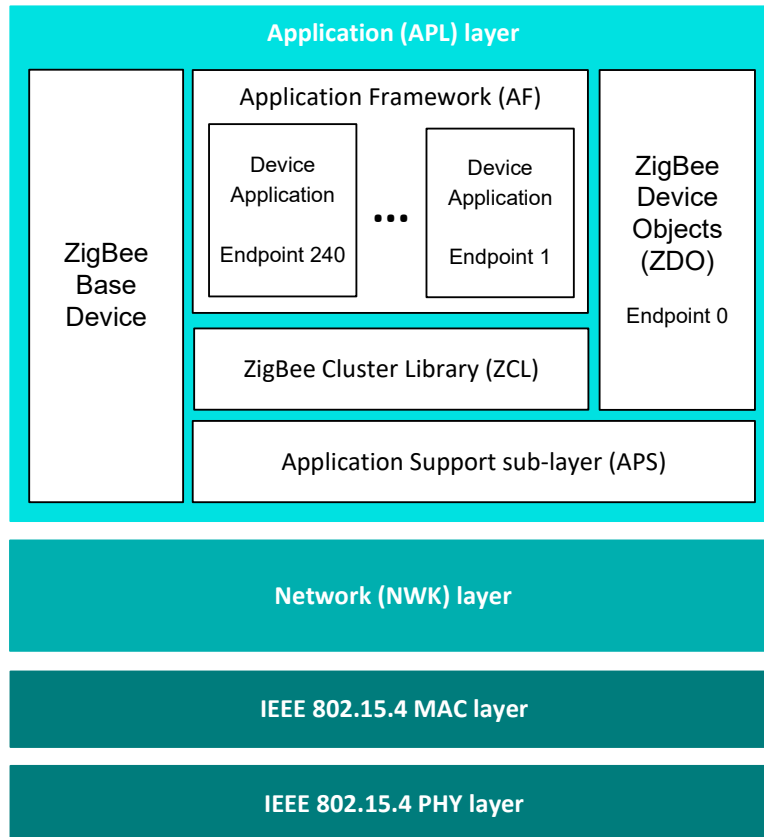 Application (APL) layer
ZigBee
Base
Device
Application Framework (AF)
Device
Application
Endpoint 240
...
Device
Application
Endpoint 1
ZigBee Cluster Library (ZCL)
ZigBee
Device
Objects
(ZDO)
Endpoint 0
Application Support sub-layer (APS)
Network (NWK) layer
IEEE 802.15.4 MAC layer
IEEE 802.15.4 PHY layer